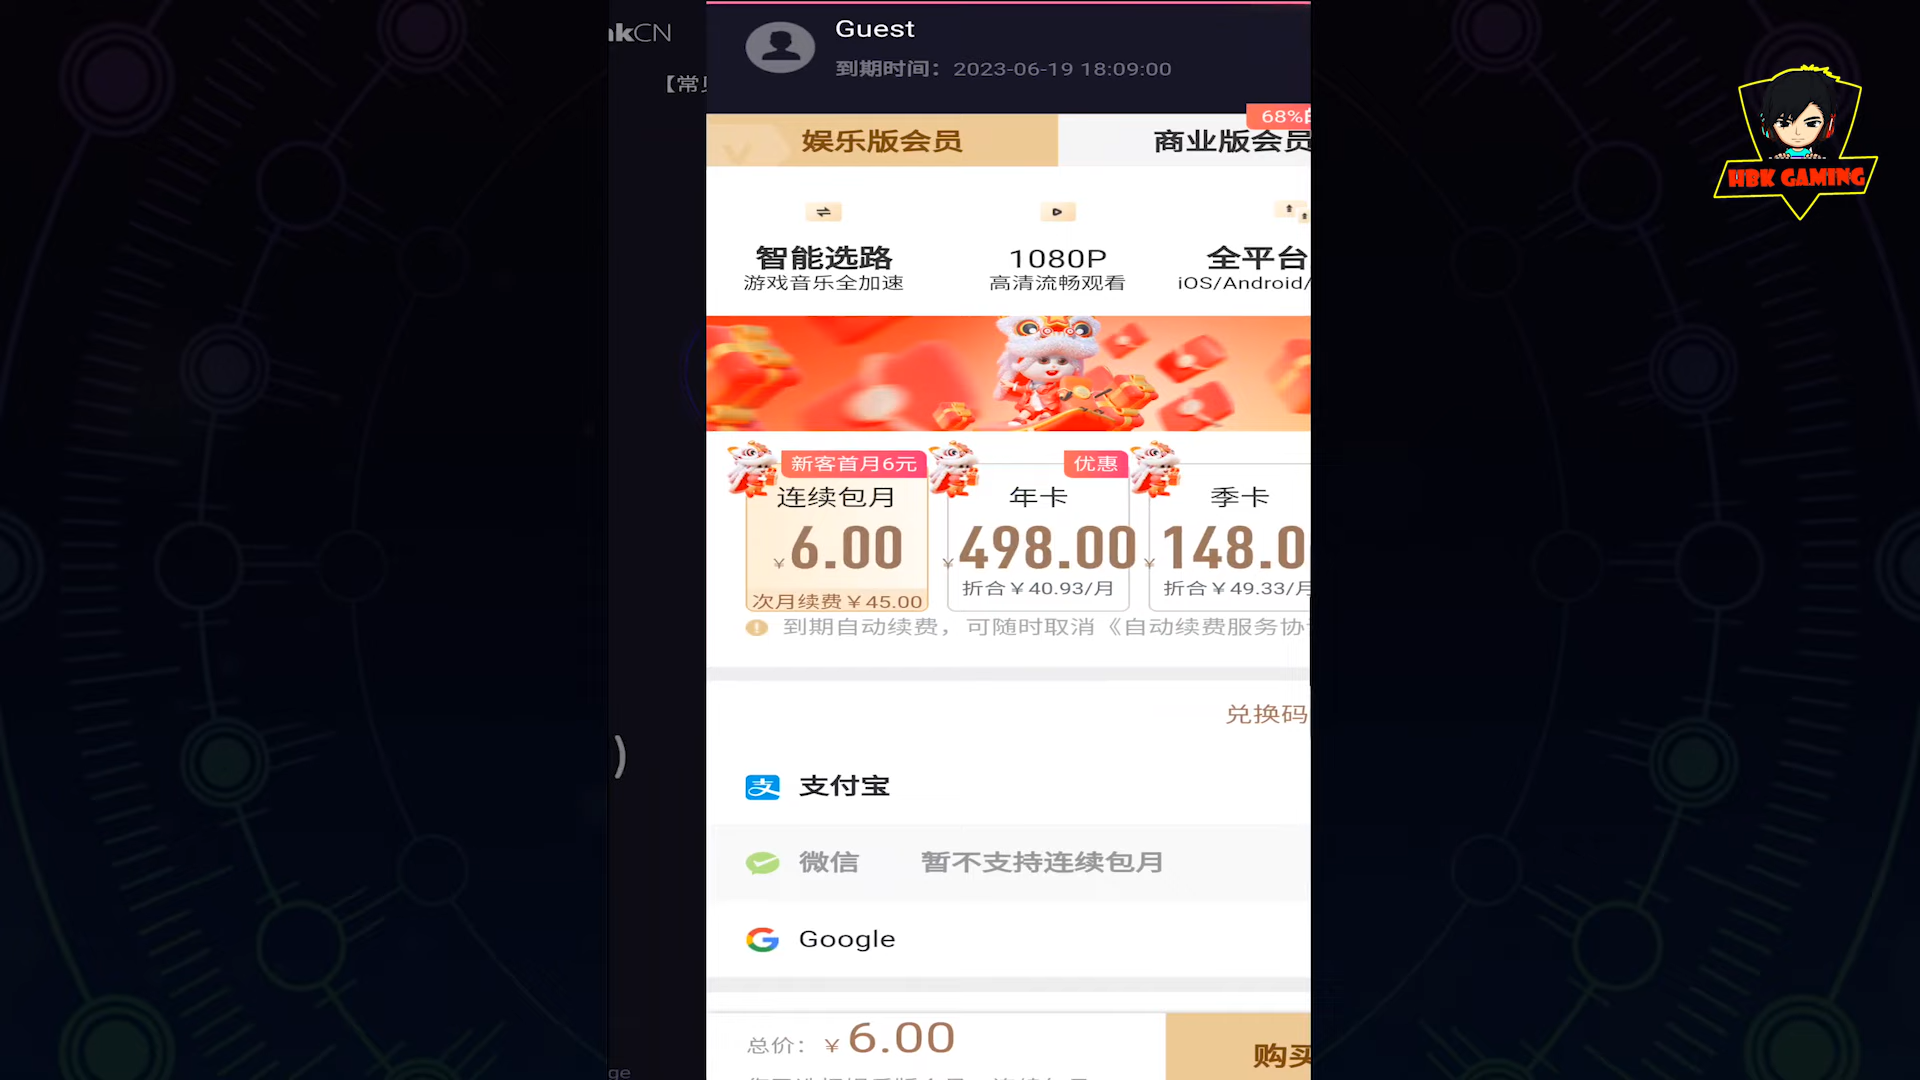 kCN
Guest
到期时间：2023-06-19 18:09:00
【常
68%
娱乐版会员
商业版会员
智能选路
1080P
全平台
游戏音乐全加速
高清流畅观看
iOS/Android/
HBK GAMING
新客首月6元
优惠
连续包月
年卡
季卡
¥6.00
¥498.00
¥148.0
次月续费¥45.00
折合¥40.93/月
折合¥49.33/月
到期自动续费，可随时取消《自动续费服务协
兑换码
支 支付宝
微信 暂不支持连续包月
Google
总价：¥6.00
购买
ge